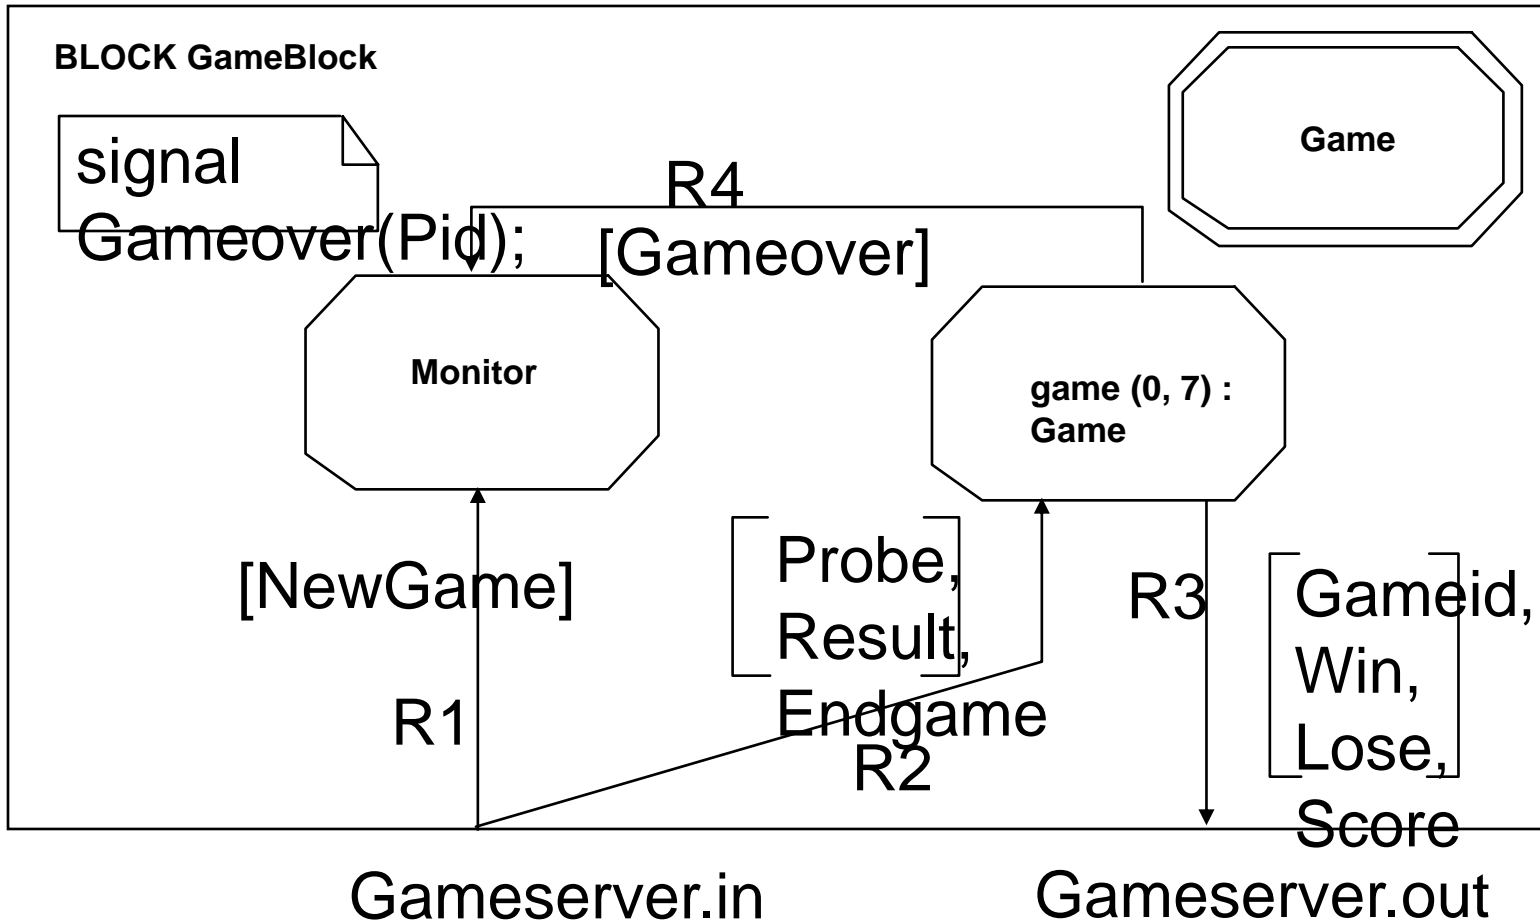 BLOCK GameBlock
Game
signal
Gameover(Pid);
R4
[Gameover]
Monitor
game (0, 7) :
Game
[NewGame]
Probe,
Result,
Endgame
R3
Gameid,
Win,
Lose,
Score
R1
R2
Gameserver.in
Gameserver.out